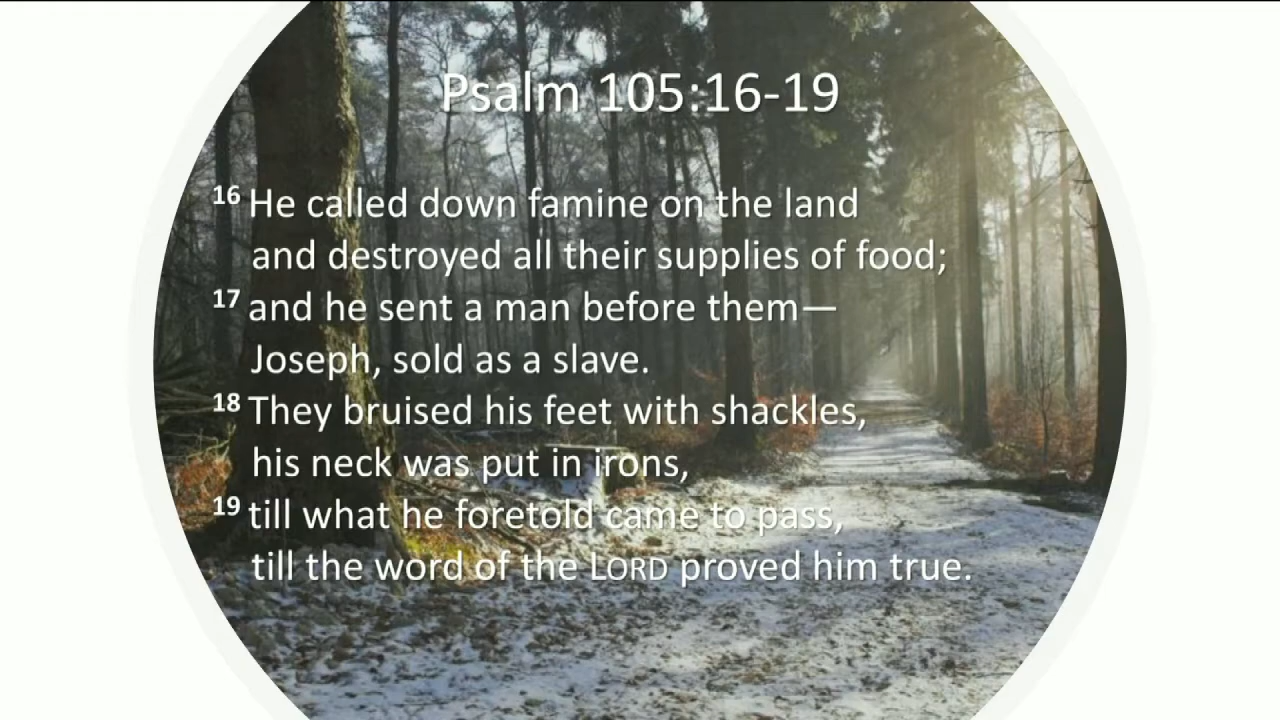 Psalm 105:16-19
16 He called down famine on the land
and destroyed all their supplies of food;
17 and he sent a man before them—
Joseph, sold as a slave.
18 They bruised his feet with shackles,
his neck was put in irons,
19 till what he foretold came to pass,
till the word of the LORD proved him true.